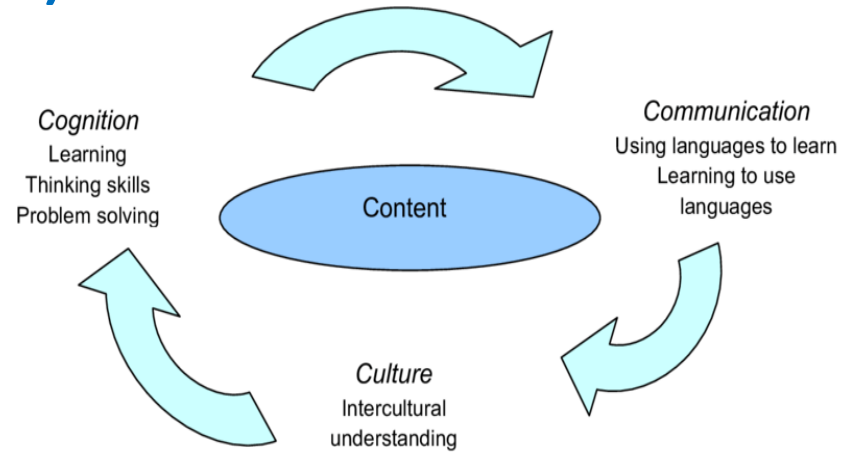 Cognition
Learning
Thinking skills
Problem solving
Communication
Using languages to learn
Learning to use
languages
Content
Culture
Intercultural
understanding